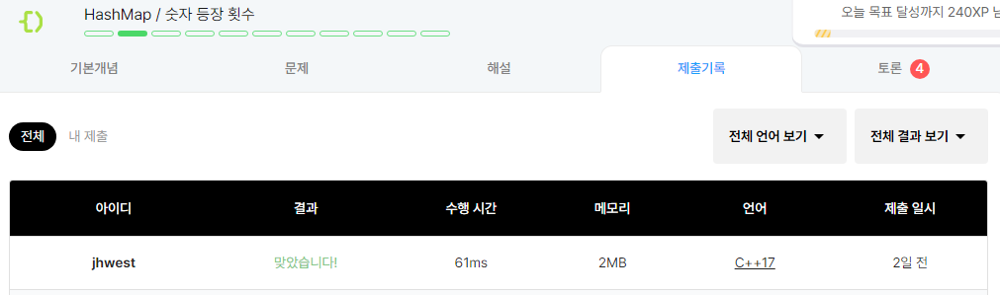 HashMap / 숫자 등장 횟수
오늘 목표 달성까지 240XP 남
기본개념 문제 해설 제출기록 토론 4
전체 내 제출 전체 언어 보기 전체 결과 보기
아이디 결과 수행 시간 메모리 언어 제출 일시
jhwest 맞았습니다! 61ms 2MB C++17 2일 전